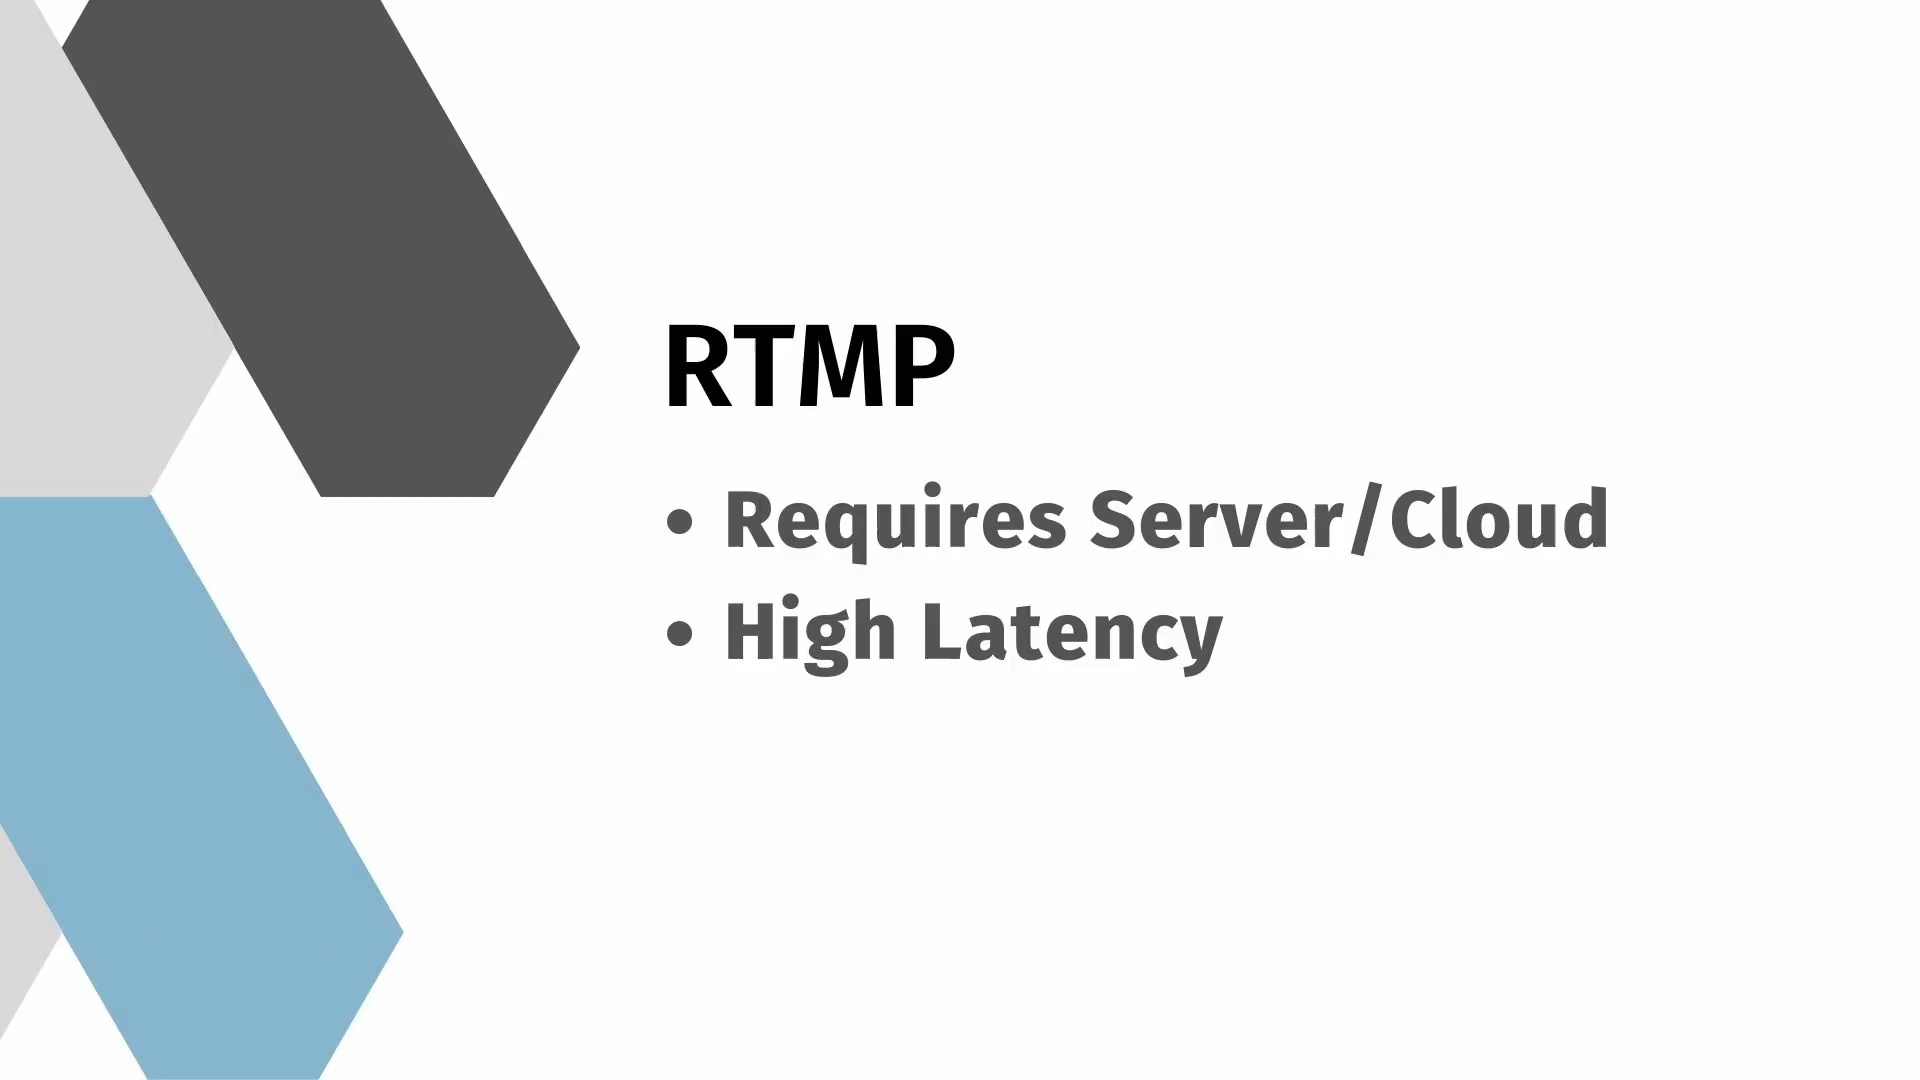 RTMP
• Requires Server/Cloud
• High Latency